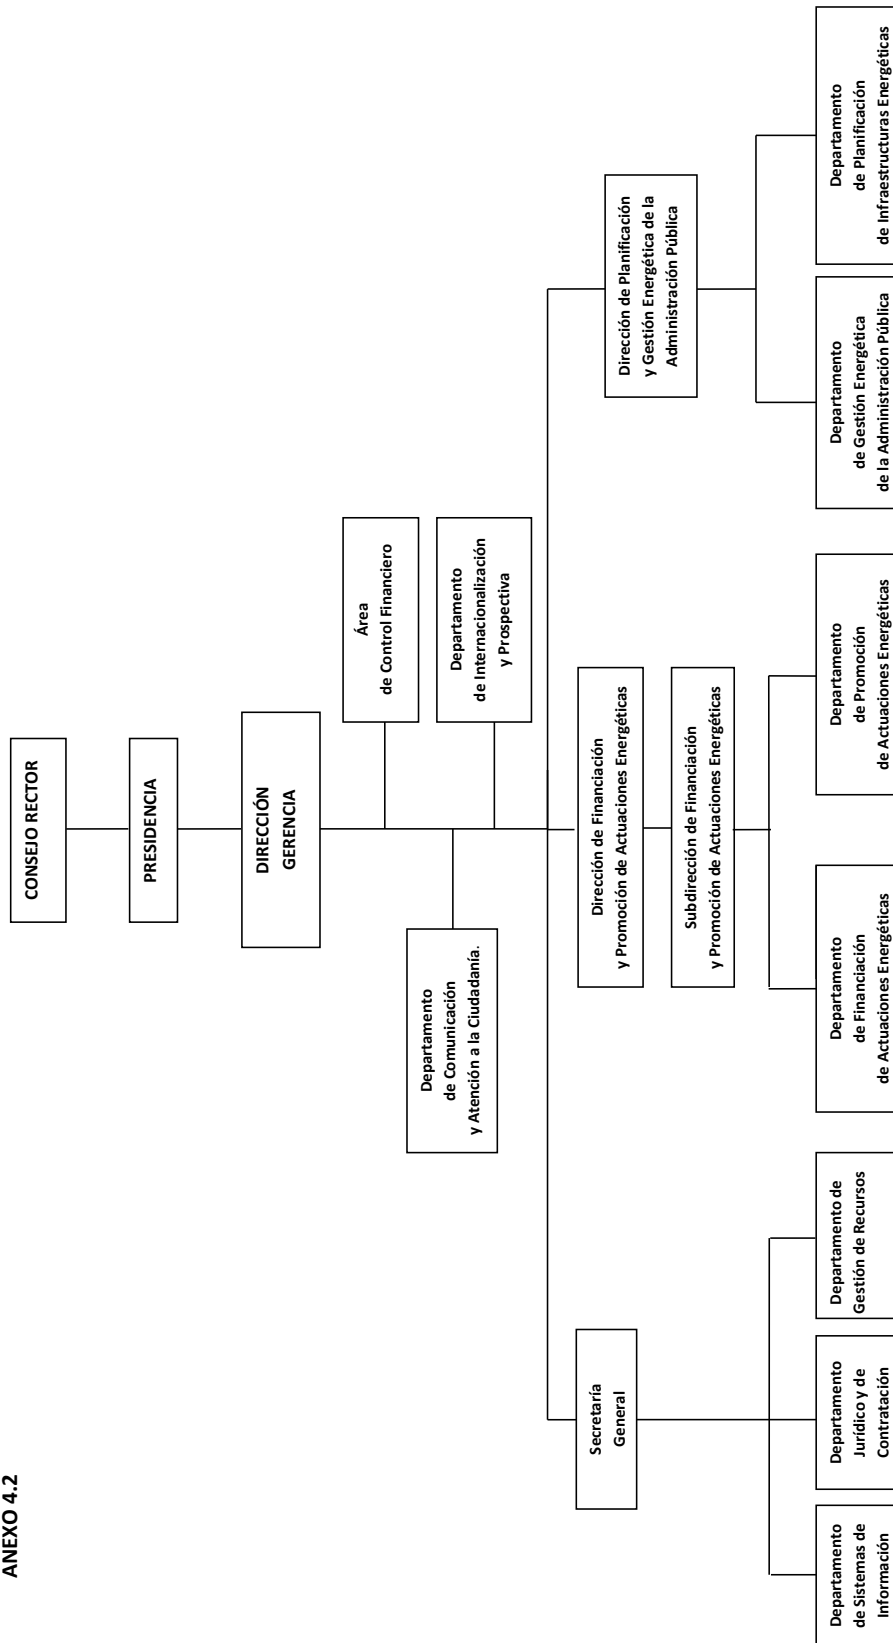 ANEXO 4.2
CONSEJO RECTOR
PRESIDENCIA
DIRECCIÓN
GERENCIA
Área
de Control Financiero
Departamento
de Comunicación
y Atención a la Ciudadanía.
Departamento
de Internacionalización
y Prospectiva
Secretaría
General
Dirección de Financiación
y Promoción de Actuaciones Energéticas
Subdirección de Financiación
y Promoción de Actuaciones Energéticas
Dirección de Planificación
y Gestión Energética de la
Administración Pública
Departamento
de Sistemas de
Información
Departamento
Jurídico y de
Contratación
Departamento de
Gestión de Recursos
Departamento
de Financiación
de Actuaciones Energéticas
Departamento
de Promoción
de Actuaciones Energéticas
Departamento
de Gestión Energética
de la Administración Pública
Departamento
de Planificación
de Infraestructuras Energéticas